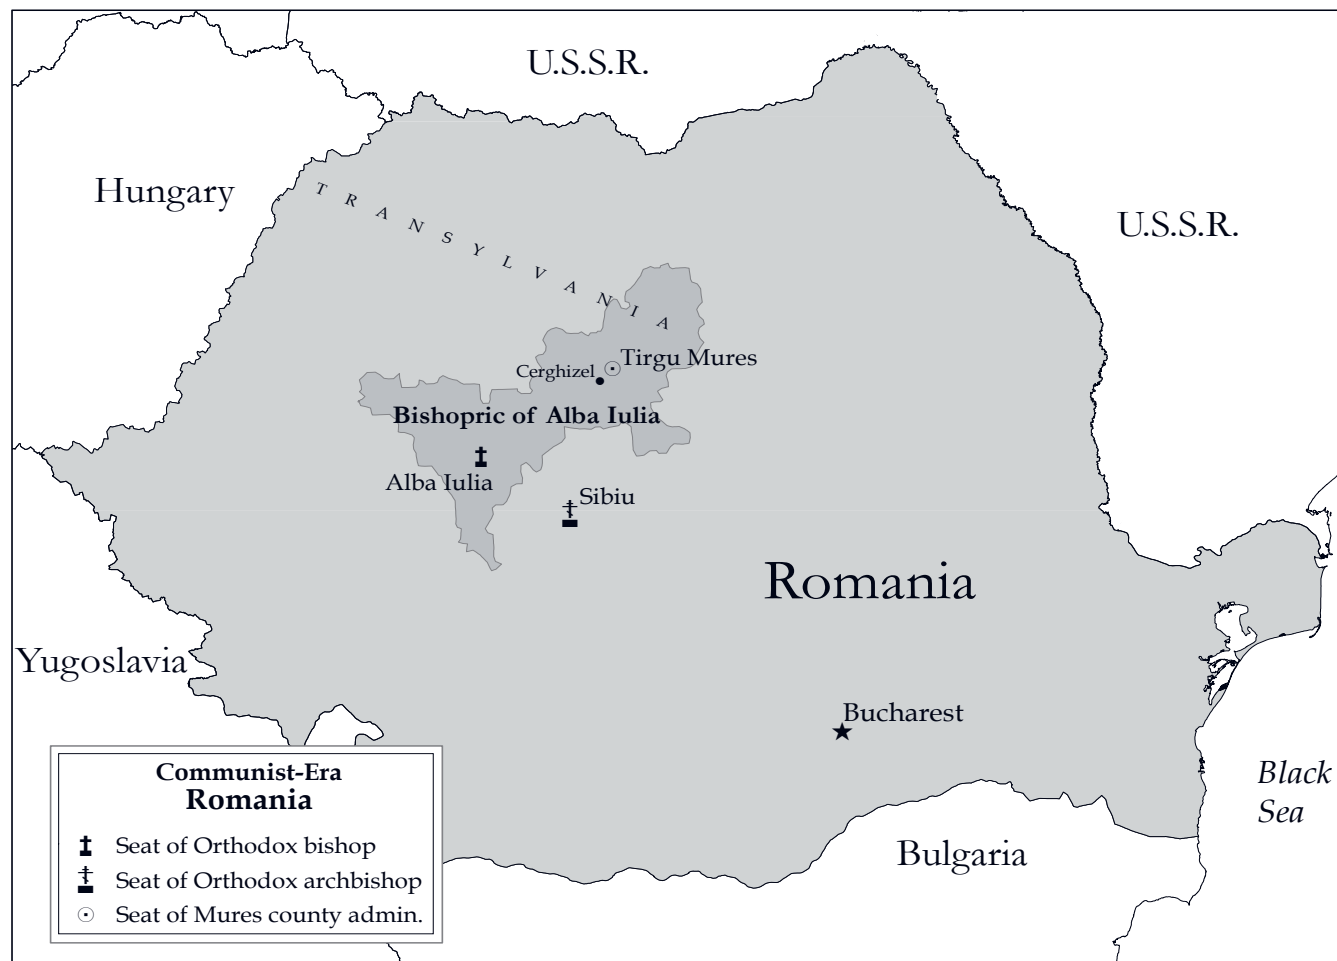 U.S.S.R.
Hungary
TRANSYLVANIA
U.S.S.R.
Tirgu Mures
Cerghizel
Bishopric of Alba Iulia
Alba Iulia
Sibiu
Romania
Yugoslavia
Bucharest
Black
Sea
Bulgaria
Communist-Era
Romania
Seat of Orthodox bishop
Seat of Orthodox archbishop
Seat of Mures county admin.